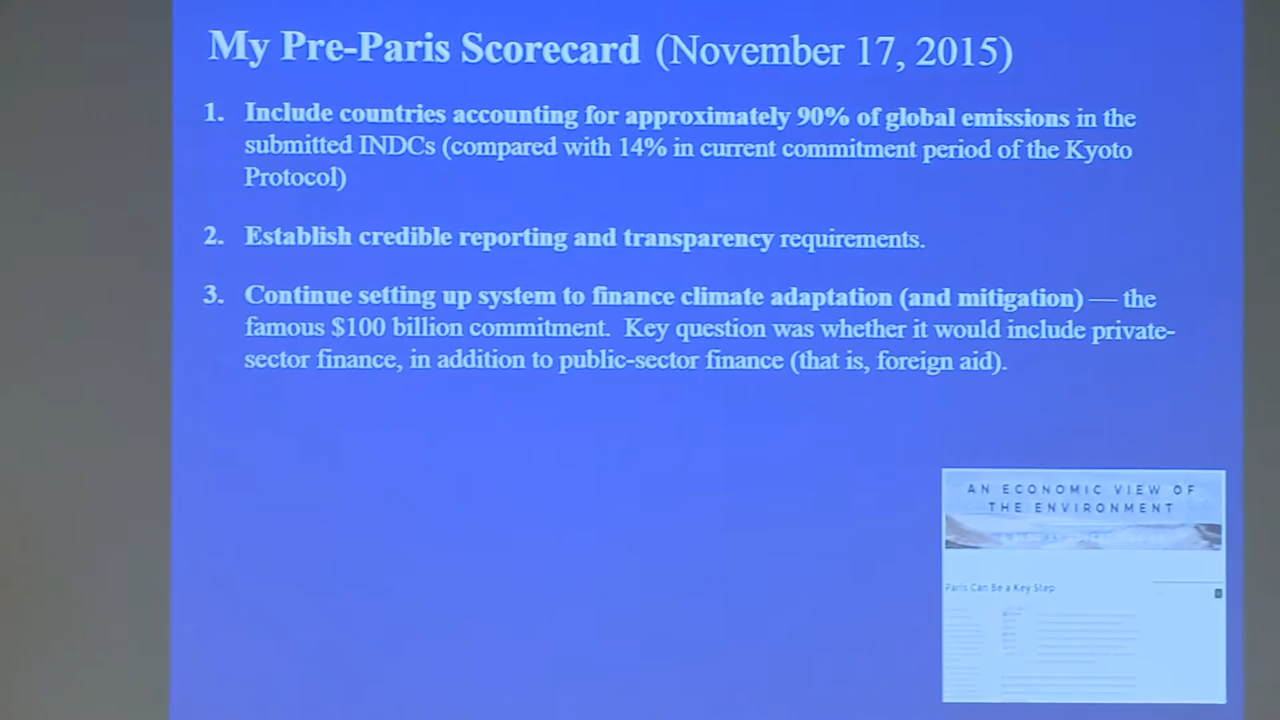 My Pre-Paris Scorecard (November 17, 2015)
1. Include countries accounting for approximately 90% of global emissions in the
submitted INDCs (compared with 14% in current commitment period of the Kyoto
Protocol)
2. Establish credible reporting and transparency requirements.
3. Continue setting up system to finance climate adaptation (and mitigation) — the
famous $100 billion commitment. Key question was whether it would include private-
sector finance, in addition to public-sector finance (that is, foreign aid).
AN ECONOMIC VIEW OF
THE ENVIRONMENT
Paris Can Be a Key Step